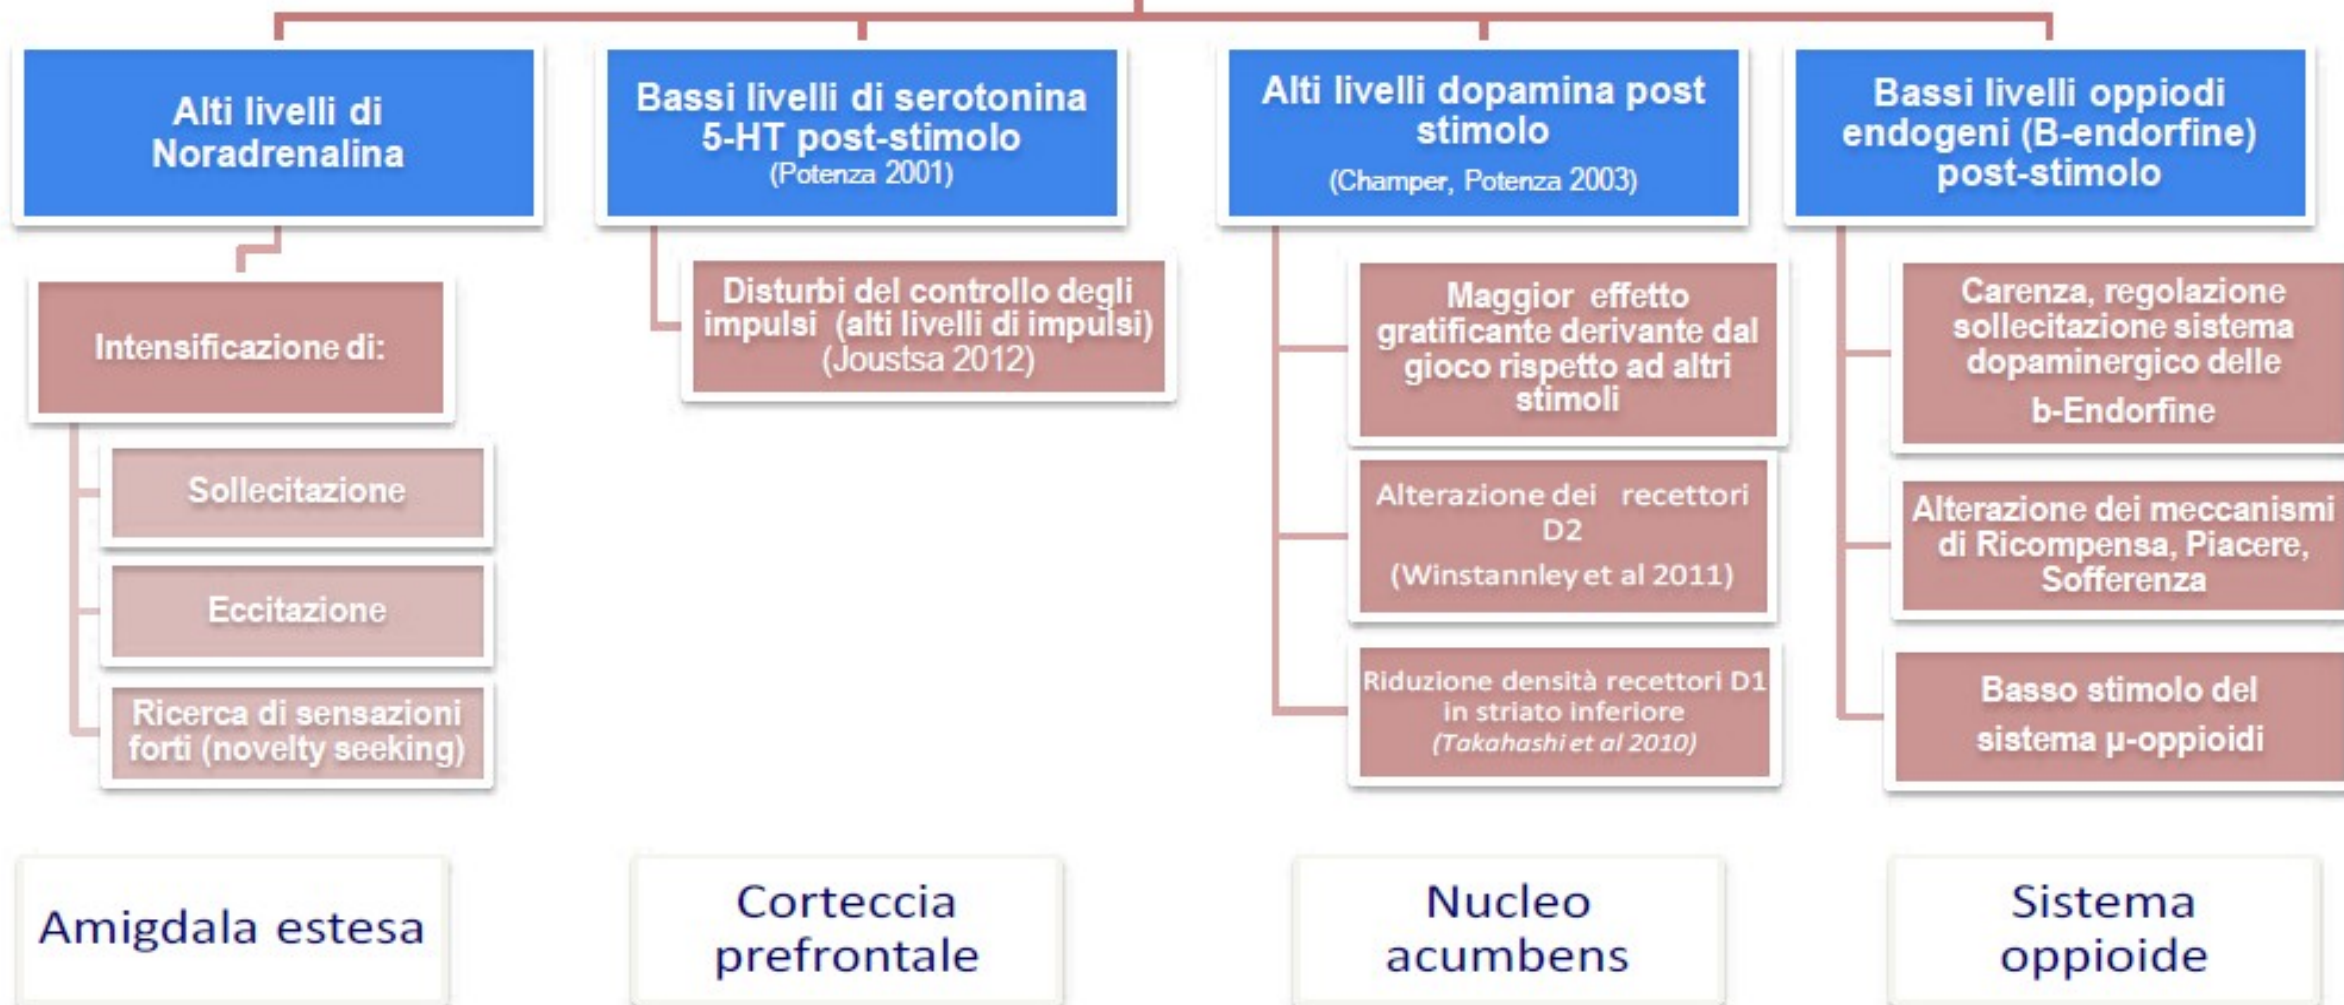 Alti livelli di
Noradrenalina
Intensificazione di:
Sollecitazione
Eccitazione
Ricerca di sensazioni
forti (novelty seeking)
Amigdala estesa
Bassi livelli di serotonina
5-HT post-stimolo
(Potenza 2001)
Disturbi del controllo degli
impulsi (alti livelli di impulsi)
(Joustsa 2012)
Corteccia
prefrontale
Alti livelli dopamina post
stimolo
(Champer, Potenza 2003)
Maggior effetto
gratificante derivante dal
gioco rispetto ad altri
stimoli
Alterazione dei recettori
D2
(Winstannley et al 2011)
Riduzione densità recettori D1
in striato inferiore
(Takahashi et al 2010)
Nucleo
acumbens
Bassi livelli oppiodi
endogeni (B-endorfine)
post-stimolo
Carenza, regolazione
sollecitazione sistema
dopaminergico delle
b-Endorfine
Alterazione dei meccanismi
di Ricompensa, Piacere,
Sofferenza
Basso stimolo del
sistema µ-oppioidi
Sistema
oppioide